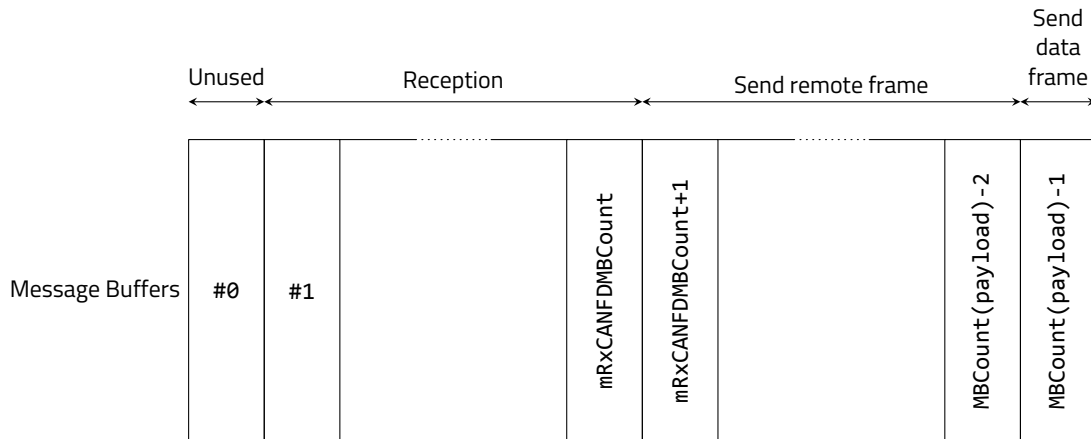 Send
data
frame
Unused
Reception
Send remote frame
Message Buffers
#0
#1
mRxCANFDMBCount
mRxCANFDMBCount+1
MBCount(payload)-2
MBCount(payload)-1